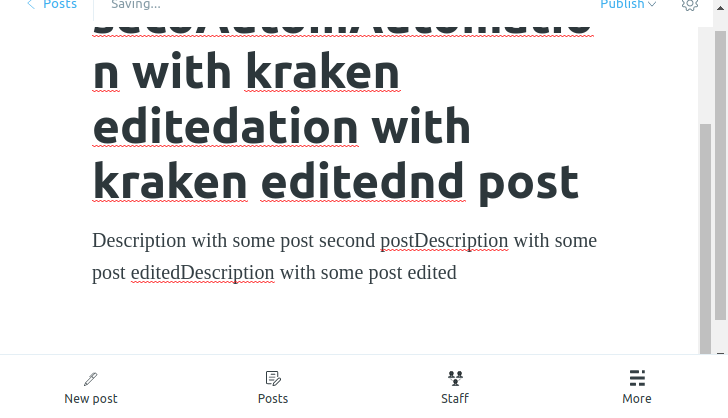 Posts
Saving...
Publish
secoAutomAutomatio
n with kraken
editedation with
kraken editednd post
Description with some post second postDescription with some
post editedDescription with some post edited
New post
Posts
Staff
More